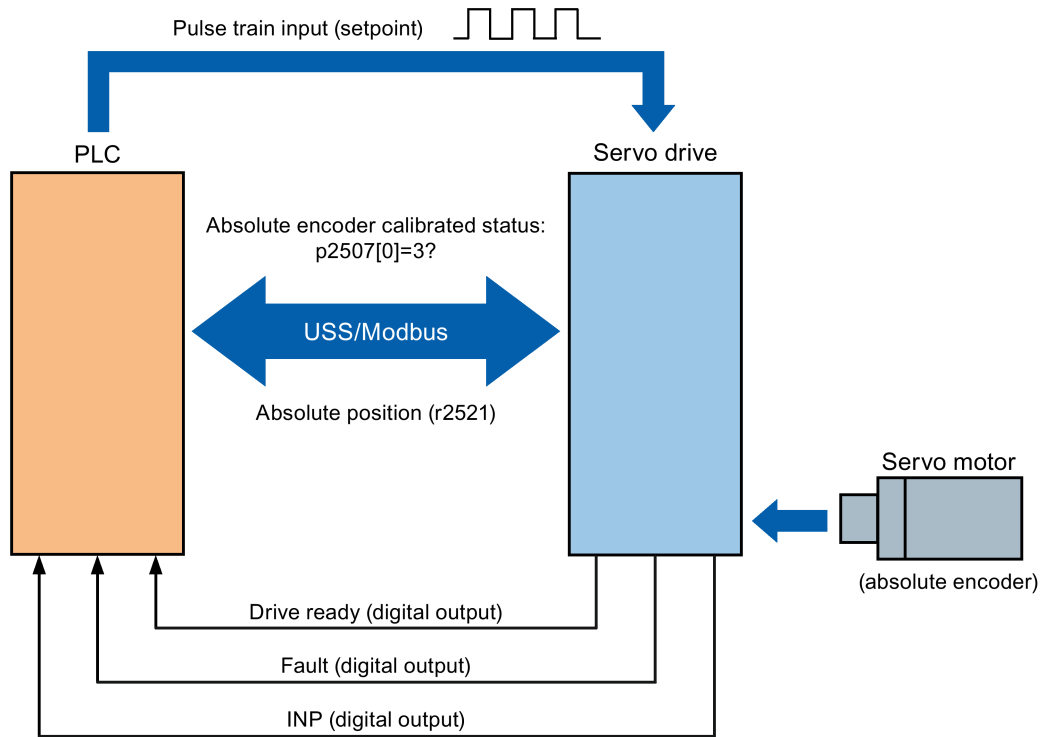 Pulse train input (setpoint)
PLC
Servo drive
Absolute encoder calibrated status:
p2507[0]=3?
USS/Modbus
Absolute position (r2521)
Servo motor
(absolute encoder)
Drive ready (digital output)
Fault (digital output)
INP (digital output)